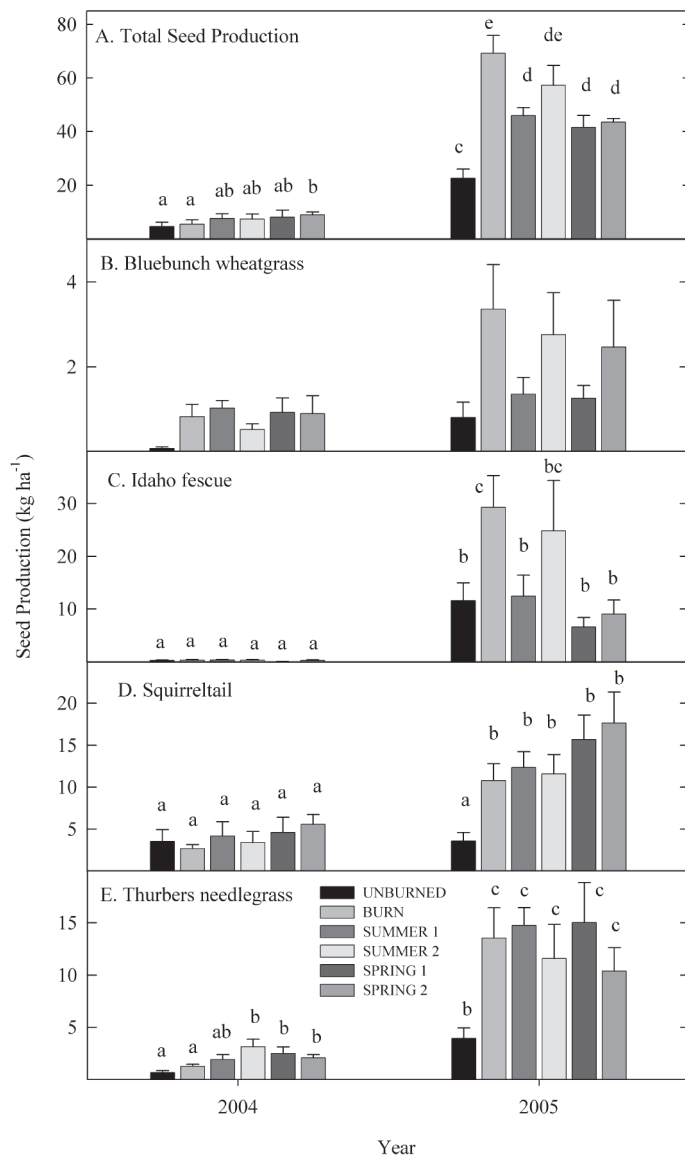 80
A. Total Seed Production
60
40
20
a a ab ab ab b
c e d de d d
B. Bluebunch wheatgrass
4
2
C. Idaho fescue
30
20
10
a a a a a a
b c b bc b b
D. Squirreltail
20
15
10
5
a a a a a a
a b b b b b
E. Thurbers needlegrass
15
10
5
a a ab b b b
b c c c c c
UNBURNED
BURN
SUMMER 1
SUMMER 2
SPRING 1
SPRING 2
2004 2005
Year
Seed Production (kg ha⁻¹)